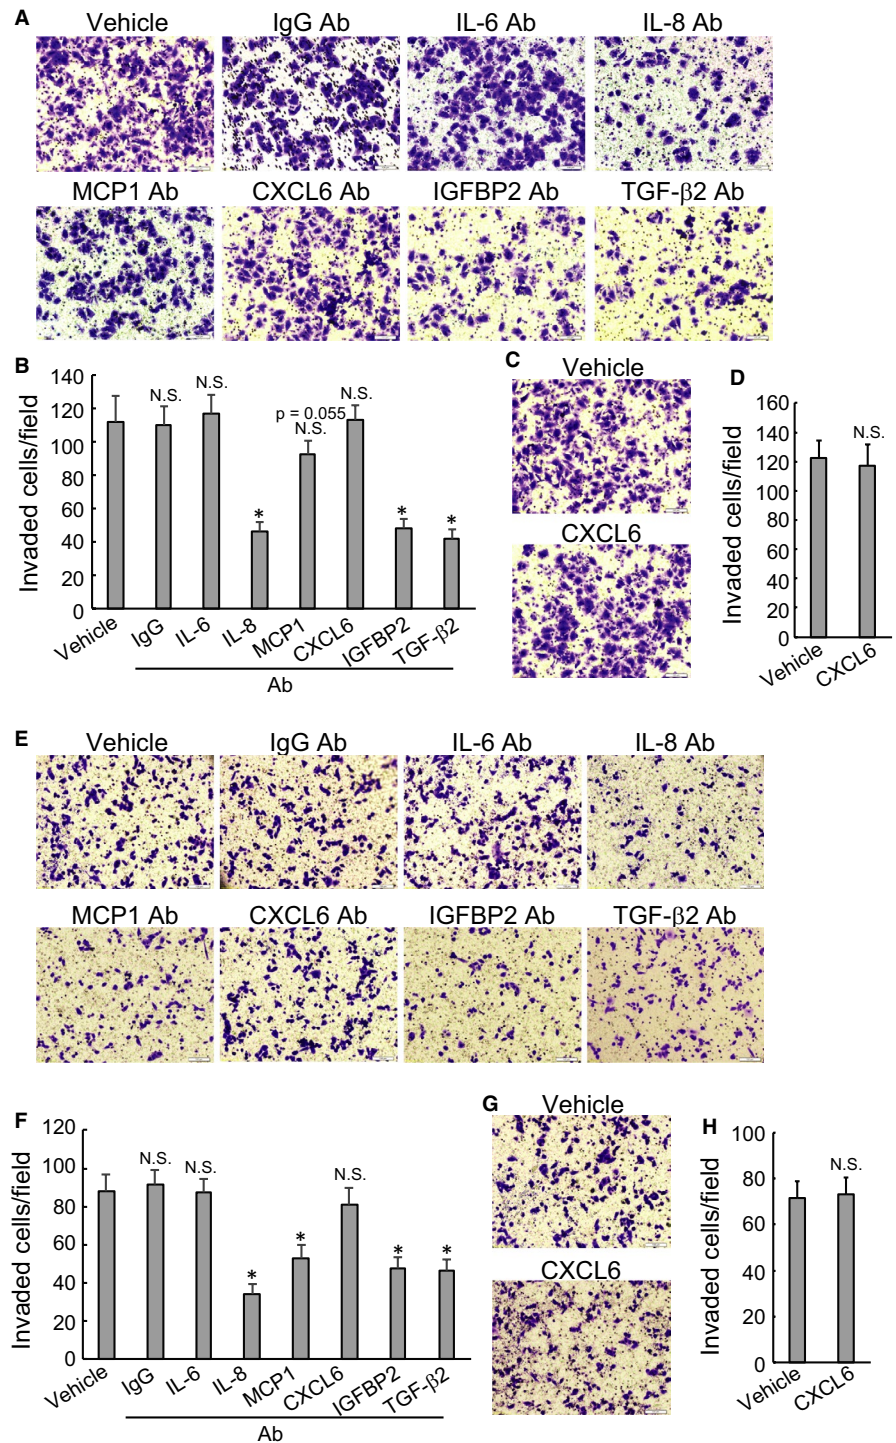 A
Vehicle IgG Ab IL-6 Ab IL-8 Ab
MCP1 Ab CXCL6 Ab IGFBP2 Ab TGF-β2 Ab
B
Invaded cells/field
140
120
100
80
60
40
20
0
N.S. N.S. * p = 0.055 N.S. N.S. * *
Vehicle IgG IL-6 IL-8 MCP1 CXCL6 IGFBP2 TGF-β2
Ab
C
Vehicle
CXCL6
D
Invaded cells/field
160
140
120
100
80
60
40
20
0
N.S.
Vehicle CXCL6
E
Vehicle IgG Ab IL-6 Ab IL-8 Ab
MCP1 Ab CXCL6 Ab IGFBP2 Ab TGF-β2 Ab
F
Invaded cells/field
120
100
80
60
40
20
0
N.S. N.S. * * N.S. * *
Vehicle IgG IL-6 IL-8 MCP1 CXCL6 IGFBP2 TGF-β2
Ab
G
Vehicle
CXCL6
H
Invaded cells/field
100
80
60
40
20
0
N.S.
Vehicle CXCL6